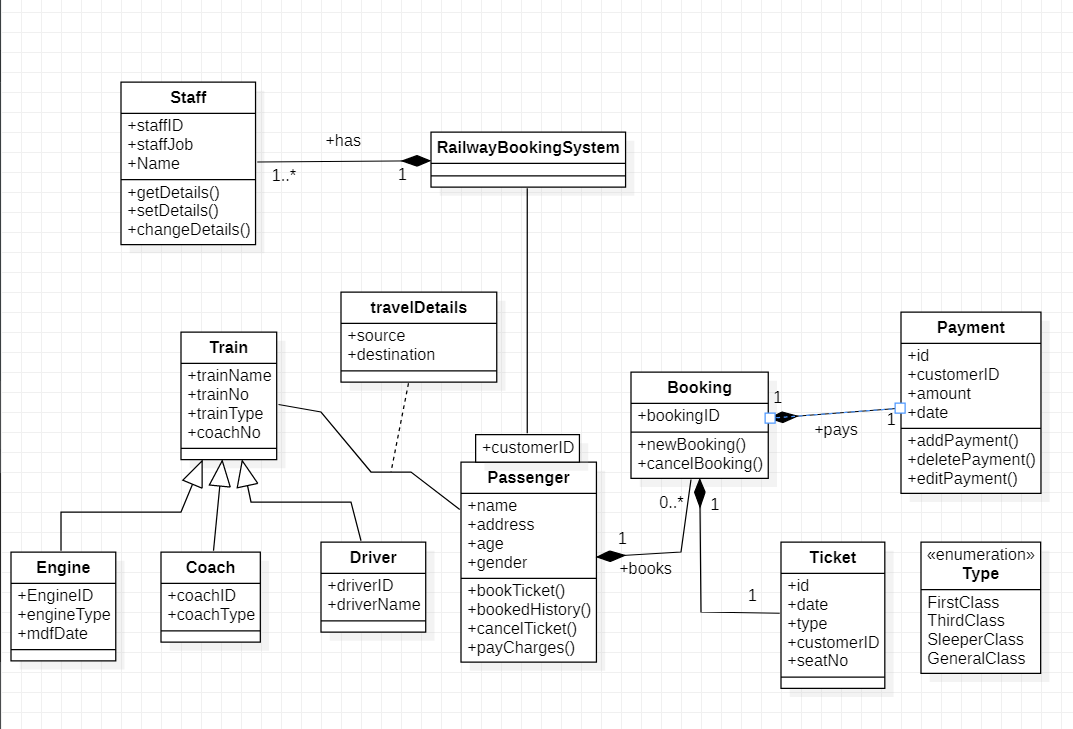 Staff
+staffID
+staffJob
+Name
+getDetails()
+setDetails()
+changeDetails()
+has
1..*
1
RailwayBookingSystem
travelDetails
+source
+destination
Train
+trainName
+trainNo
+trainType
+coachNo
Payment
+id
+customerID
+amount
+date
+addPayment()
+deletePayment()
+editPayment()
Booking
+bookingID
+newBooking()
+cancelBooking()
1
+pays
1
+customerID
Passenger
+name
+address
+age
+gender
+bookTicket()
+bookedHistory()
+cancelTicket()
+payCharges()
0..*
1
1
+books
1
Engine
+EngineID
+engineType
+mdfDate
Coach
+coachID
+coachType
Driver
+driverID
+driverName
Ticket
+id
+date
+type
+customerID
+seatNo
«enumeration»
Type
FirstClass
ThirdClass
SleeperClass
GeneralClass